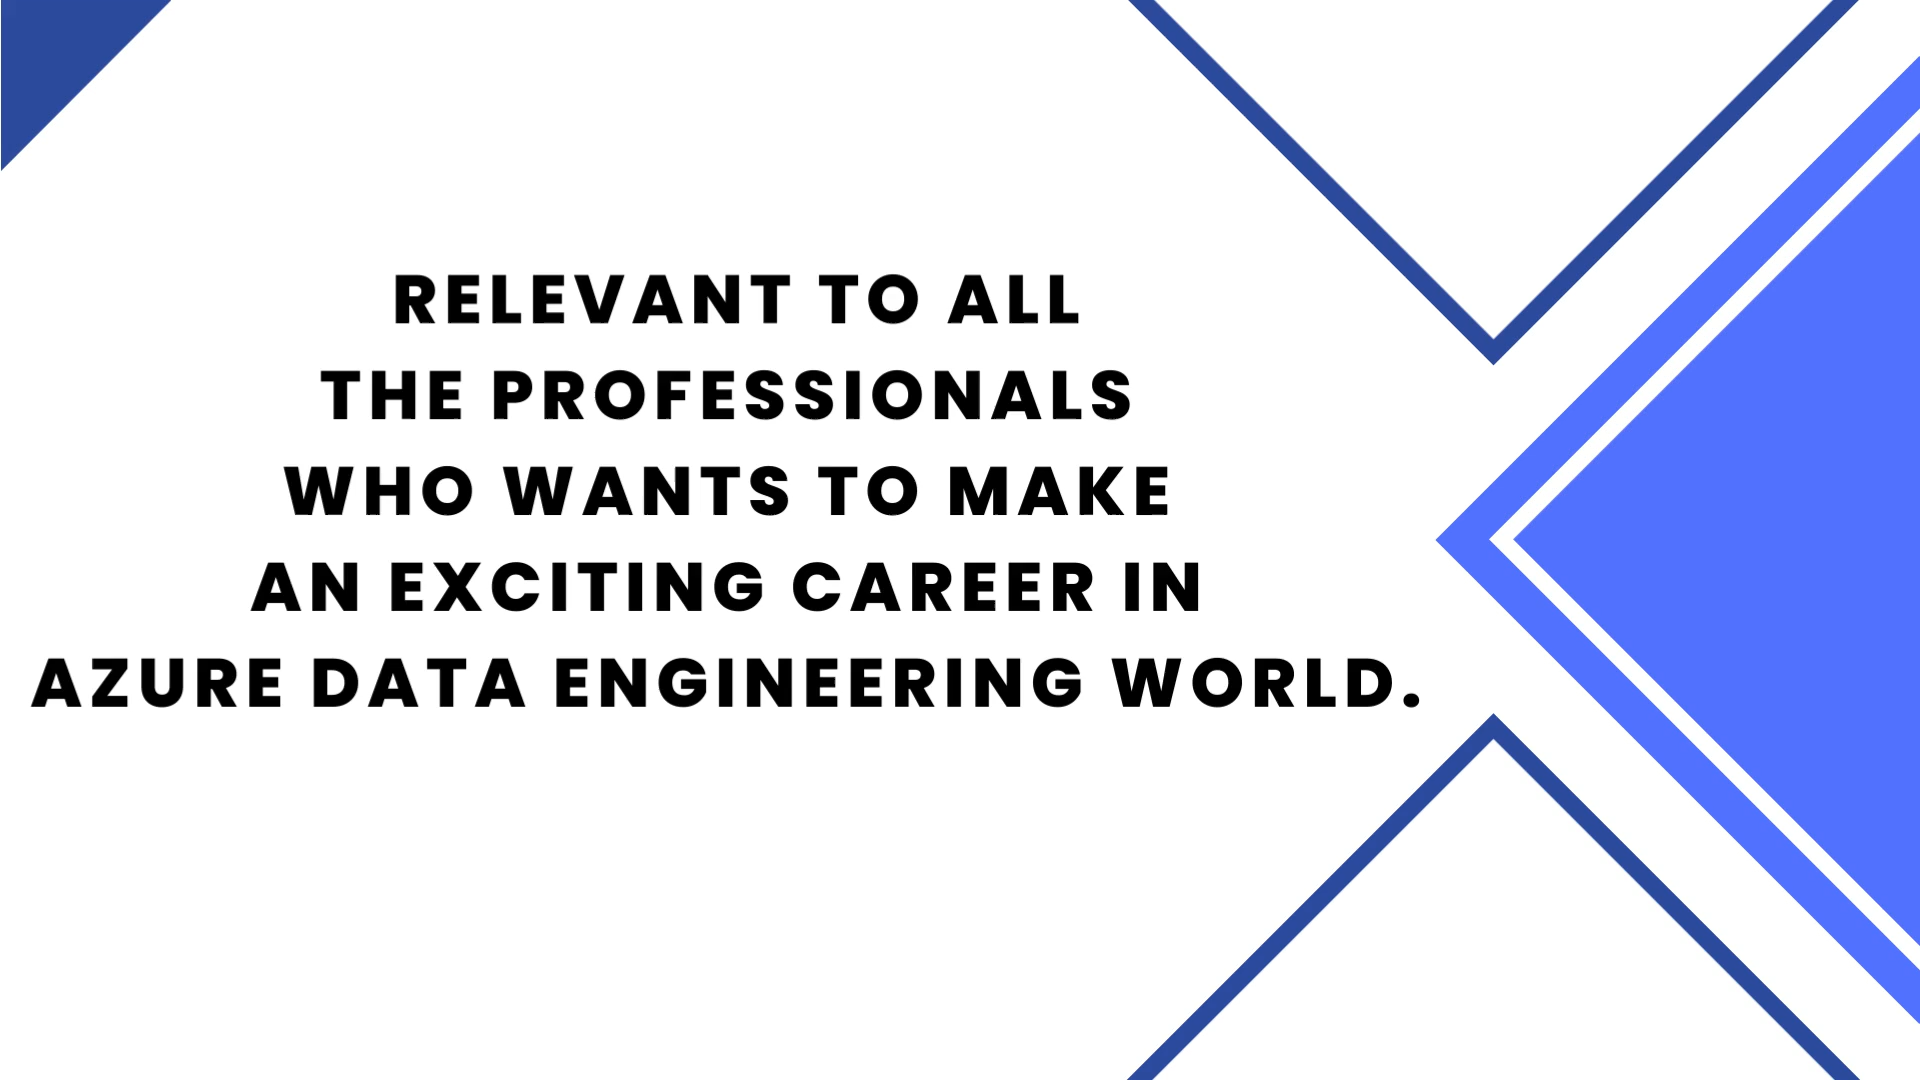 RELEVANT TO ALL
THE PROFESSIONALS
WHO WANTS TO MAKE
AN EXCITING CAREER IN
AZURE DATA ENGINEERING WORLD.